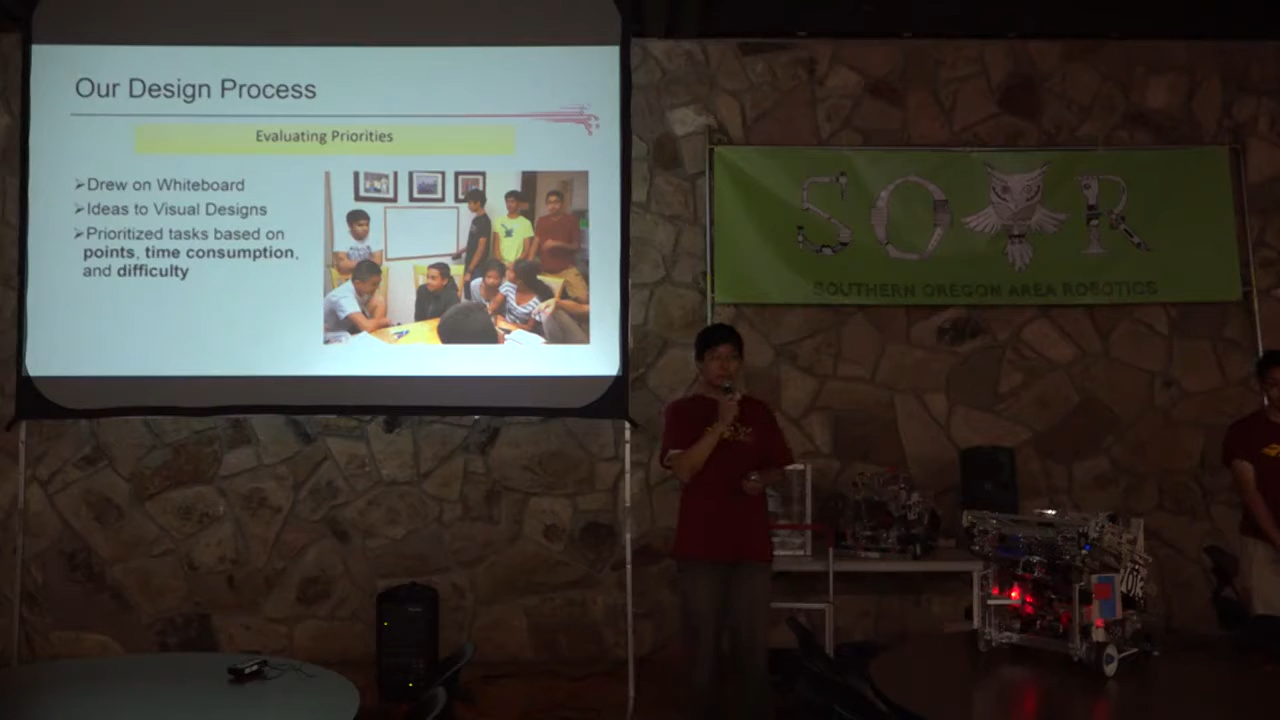 Our Design Process
Evaluating Priorities
➢Drew on Whiteboard
➢Ideas to Visual Designs
➢Prioritized tasks based on
points, time consumption,
and difficulty
SOAR
SOUTHERN OREGON AREA ROBOTICS